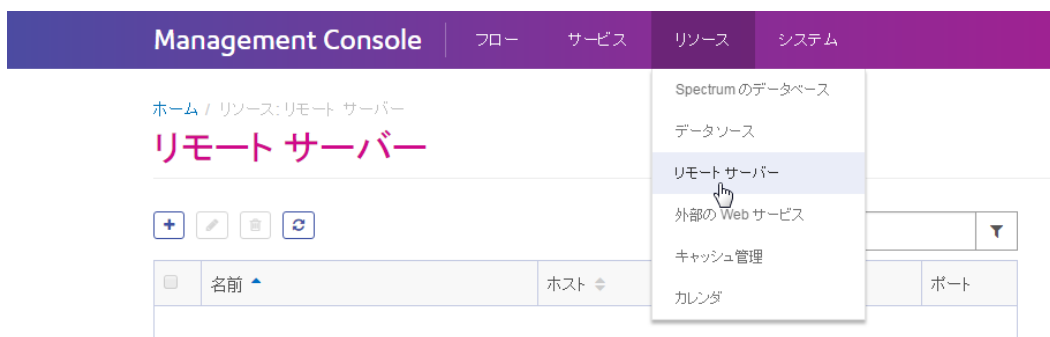 Management Console フロー サービス リソース システム
ホーム / リソース: リモート サーバー
リモート サーバー
Spectrum のデータベース
データソース
リモート サーバー
外部の Web サービス
キャッシュ管理
カレンダ
名前 ホスト ポート